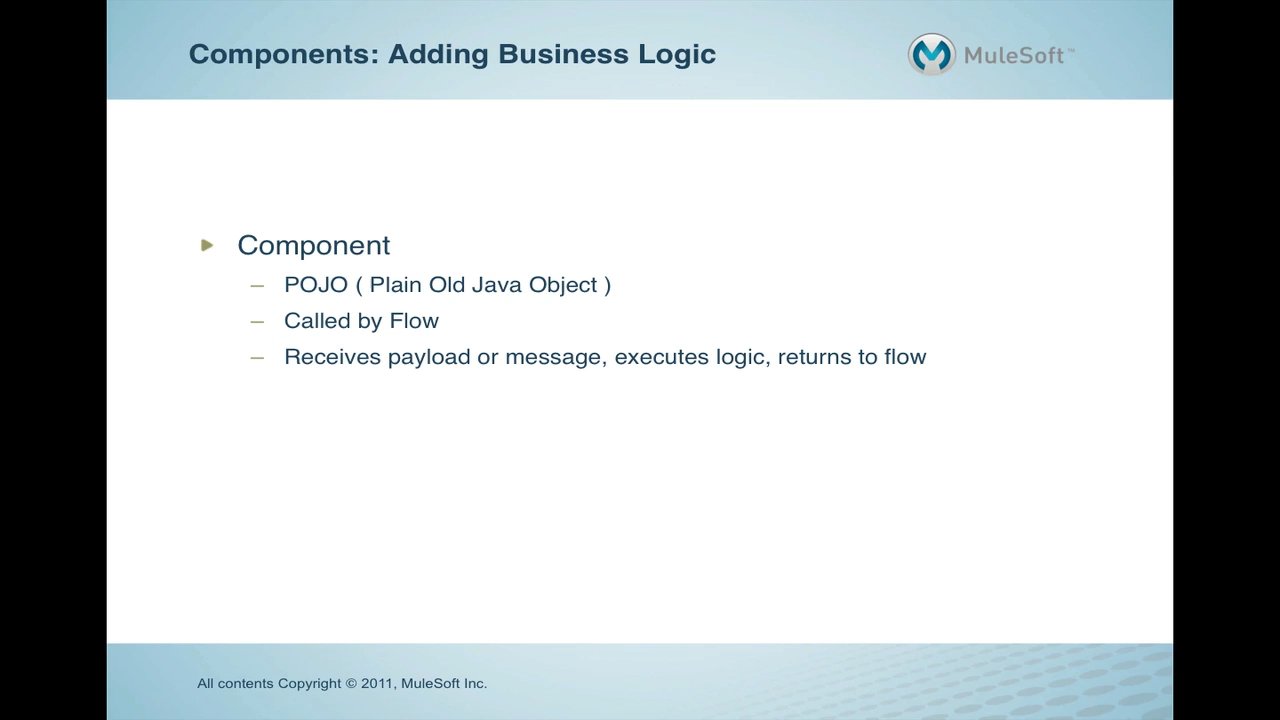 Components: Adding Business Logic
MuleSoft™
Component
– POJO ( Plain Old Java Object )
– Called by Flow
– Receives payload or message, executes logic, returns to flow
All contents Copyright © 2011, MuleSoft Inc.